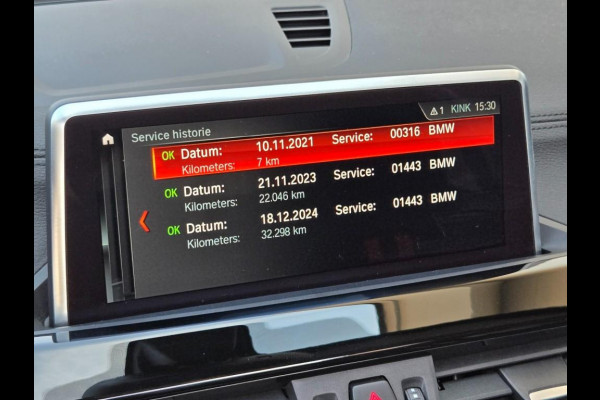 ⚠ 1 KINK 15:30
Service historie
OK Datum: 10.11.2021 Service: 00316 BMW
Kilometers: 7 km
OK Datum: 21.11.2023 Service: 01443 BMW
Kilometers: 22.046 km
OK Datum: 18.12.2024 Service: 01443 BMW
Kilometers: 32.298 km